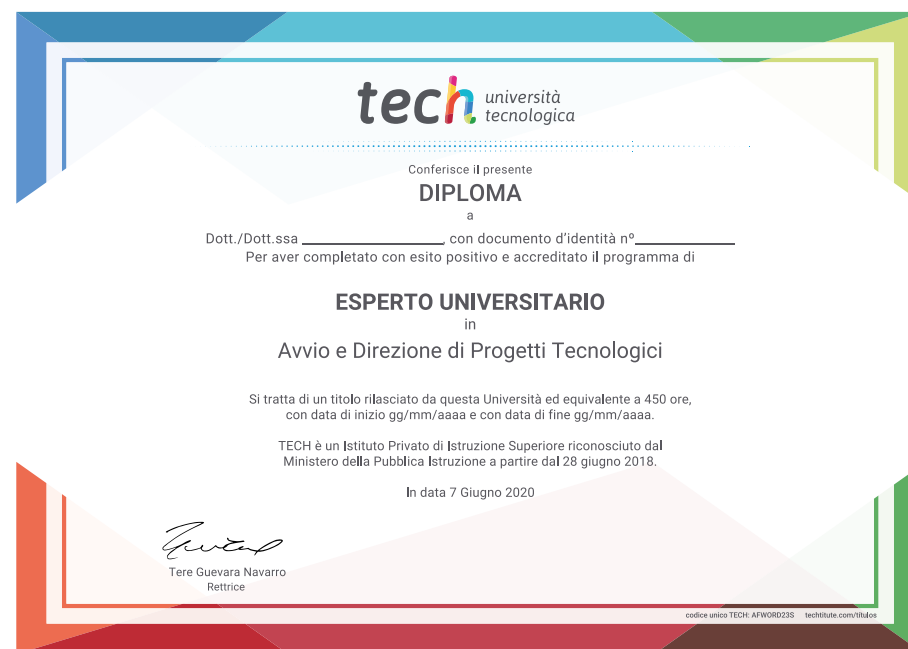 tech università
tecnologica
Conferisce il presente
DIPLOMA
a
Dott./Dott.ssa , con documento d'identità nº
Per aver completato con esito positivo e accreditato il programma di
ESPERTO UNIVERSITARIO
in
Avvio e Direzione di Progetti Tecnologici
Si tratta di un titolo rilasciato da questa Università ed equivalente a 450 ore,
con data di inizio gg/mm/aaaa e con data di fine gg/mm/aaaa.
TECH è un Istituto Privato di Istruzione Superiore riconosciuto dal
Ministero della Pubblica Istruzione a partire dal 28 giugno 2018.
In data 7 Giugno 2020
Tere Guevara Navarro
Rettrice
codice unico TECH: AFWORD23S techtitute.com/títulos